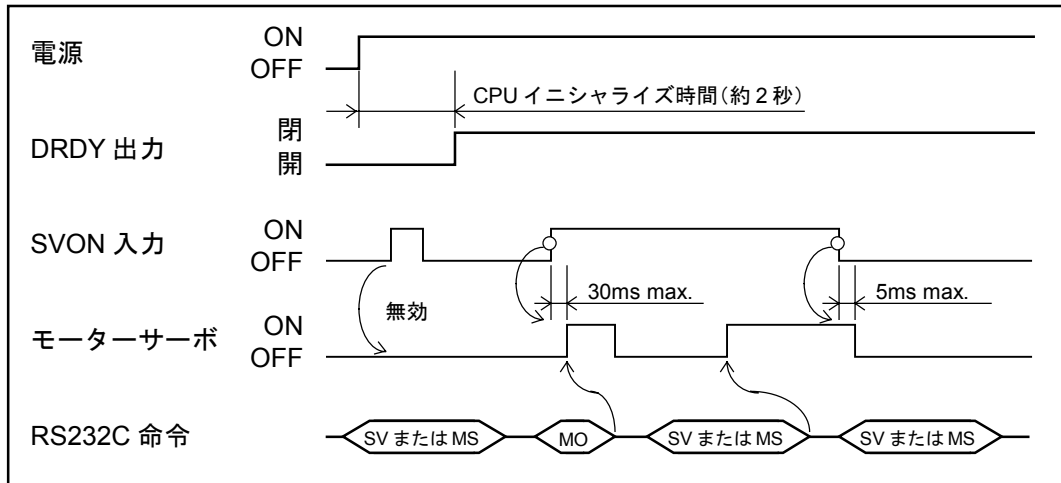 電源
ON
OFF
CPU イニシャライズ時間(約 2 秒)
DRDY 出力
閉
開
SVON 入力
ON
OFF
無効
30ms max.
5ms max.
モーターサーボ
ON
OFF
RS232C 命令
SV または MS
MO
SV または MS
SV または MS